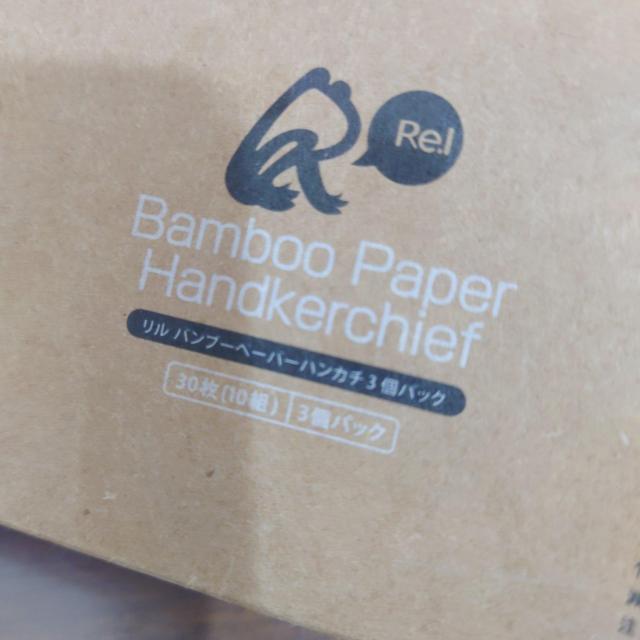 Re.!
Bamboo Paper
Handkerchief
リル バンブーペーパーハンカチ3個パック
30枚(10組) 3個パック